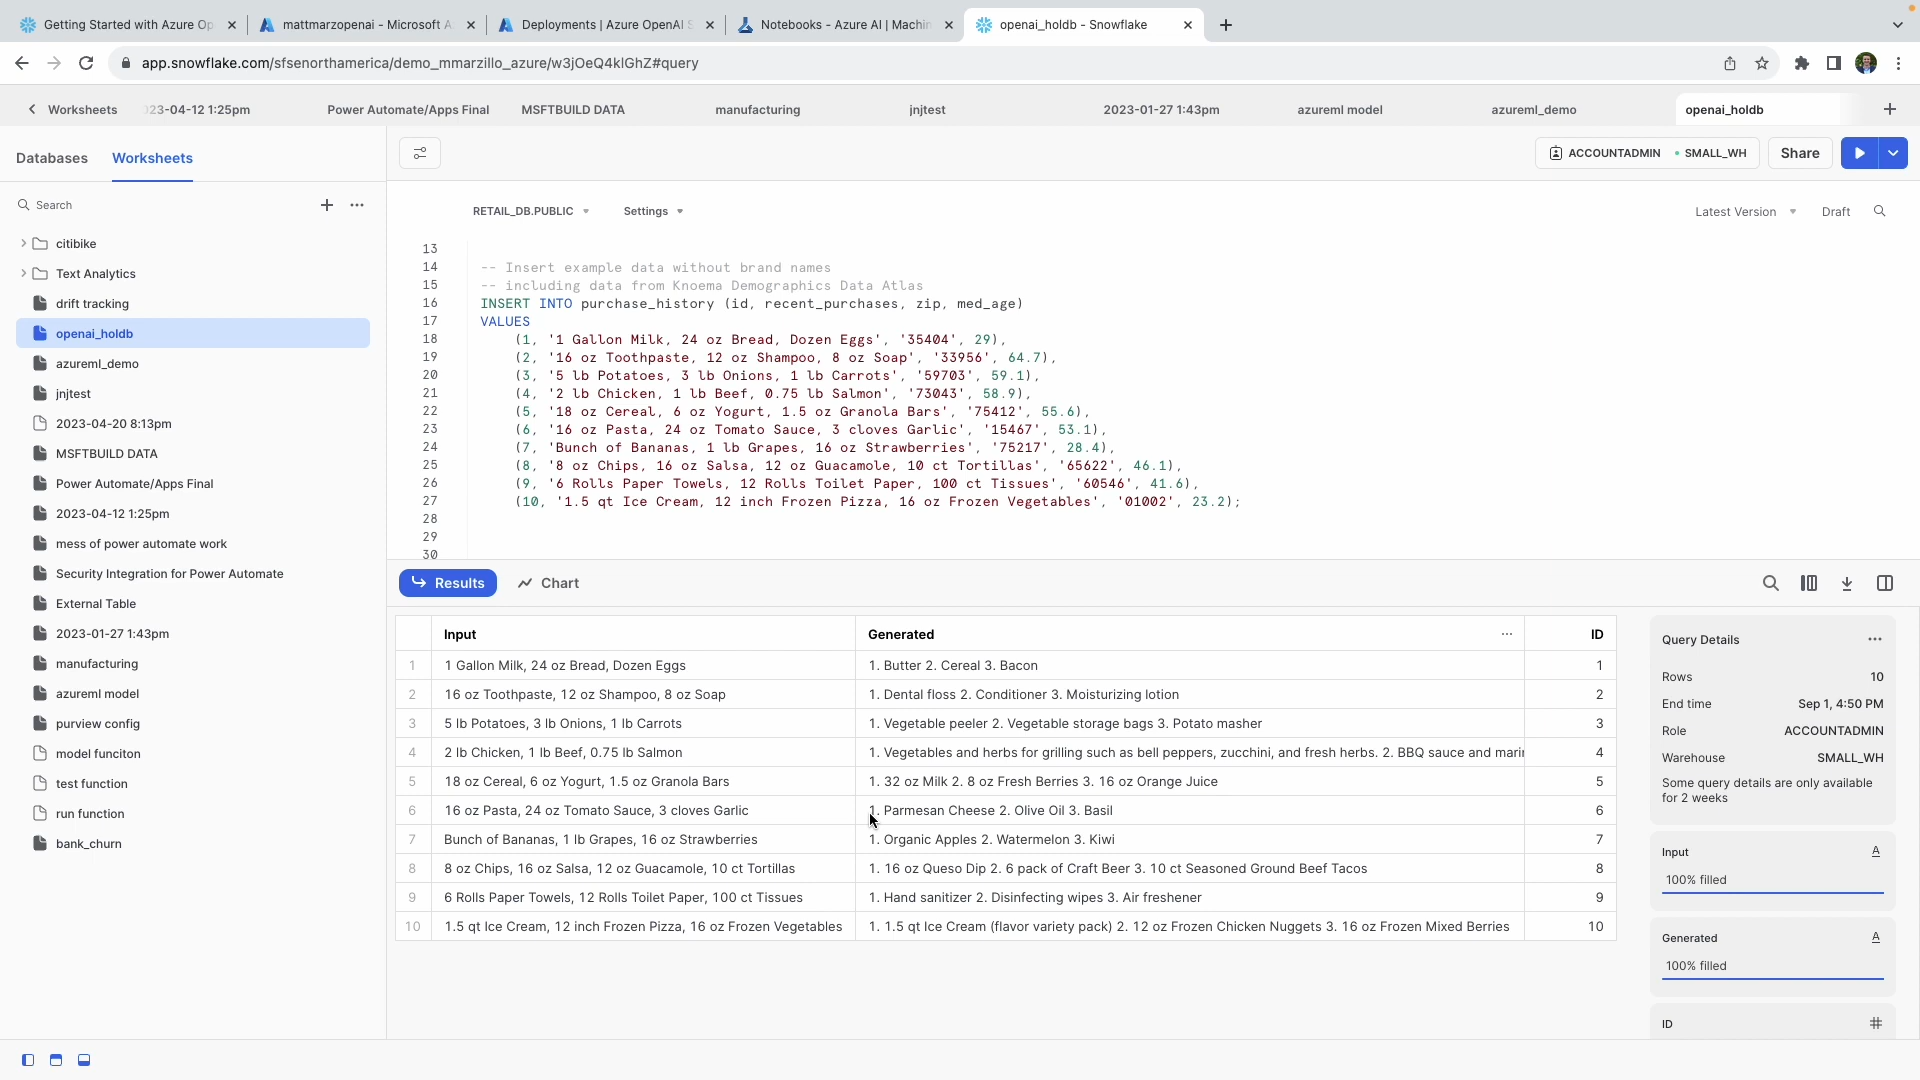 Getting Started with Azure Op
mattmarzopenai - Microsoft A
Deployments | Azure OpenAI S
Notebooks - Azure AI | Machin
openai_holdb - Snowflake
app.snowflake.com/sfsenorthamerica/demo_mmarzillo_azure/w3jOeQ4klGhZ#query
Worksheets
23-04-12 1:25pm
Power Automate/Apps Final
MSFTBUILD DATA
manufacturing
jnjtest
2023-01-27 1:43pm
azureml model
azureml_demo
openai_holdb
Databases
Worksheets
ACCOUNTADMIN
SMALL_WH
Share
Search
citibike
Text Analytics
drift tracking
openai_holdb
azureml_demo
jnjtest
2023-04-20 8:13pm
MSFTBUILD DATA
Power Automate/Apps Final
2023-04-12 1:25pm
mess of power automate work
Security Integration for Power Automate
External Table
2023-01-27 1:43pm
manufacturing
azureml model
purview config
model funciton
test function
run function
bank_churn
RETAIL_DB.PUBLIC
Settings
Latest Version
Draft
13
14 -- Insert example data without brand names
15 -- including data from Knoema Demographics Data Atlas
16 INSERT INTO purchase_history (id, recent_purchases, zip, med_age)
17 VALUES
18 (1, '1 Gallon Milk, 24 oz Bread, Dozen Eggs', '35404', 29),
19 (2, '16 oz Toothpaste, 12 oz Shampoo, 8 oz Soap', '33956', 64.7),
20 (3, '5 lb Potatoes, 3 lb Onions, 1 lb Carrots', '59703', 59.1),
21 (4, '2 lb Chicken, 1 lb Beef, 0.75 lb Salmon', '73043', 58.9),
22 (5, '18 oz Cereal, 6 oz Yogurt, 1.5 oz Granola Bars', '75412', 55.6),
23 (6, '16 oz Pasta, 24 oz Tomato Sauce, 3 cloves Garlic', '15467', 53.1),
24 (7, 'Bunch of Bananas, 1 lb Grapes, 16 oz Strawberries', '75217', 28.4),
25 (8, '8 oz Chips, 16 oz Salsa, 12 oz Guacamole, 10 ct Tortillas', '65622', 46.1),
26 (9, '6 Rolls Paper Towels, 12 Rolls Toilet Paper, 100 ct Tissues', '60546', 41.6),
27 (10, '1.5 qt Ice Cream, 12 inch Frozen Pizza, 16 oz Frozen Vegetables', '01002', 23.2);
28
29
30
Results
Chart
Input Generated ... ID
1 1 Gallon Milk, 24 oz Bread, Dozen Eggs 1. Butter 2. Cereal 3. Bacon 1
2 16 oz Toothpaste, 12 oz Shampoo, 8 oz Soap 1. Dental floss 2. Conditioner 3. Moisturizing lotion 2
3 5 lb Potatoes, 3 lb Onions, 1 lb Carrots 1. Vegetable peeler 2. Vegetable storage bags 3. Potato masher 3
4 2 lb Chicken, 1 lb Beef, 0.75 lb Salmon 1. Vegetables and herbs for grilling such as bell peppers, zucchini, and fresh herbs. 2. BBQ sauce and marin 4
5 18 oz Cereal, 6 oz Yogurt, 1.5 oz Granola Bars 1. 32 oz Milk 2. 8 oz Fresh Berries 3. 16 oz Orange Juice 5
6 16 oz Pasta, 24 oz Tomato Sauce, 3 cloves Garlic 1. Parmesan Cheese 2. Olive Oil 3. Basil 6
7 Bunch of Bananas, 1 lb Grapes, 16 oz Strawberries 1. Organic Apples 2. Watermelon 3. Kiwi 7
8 8 oz Chips, 16 oz Salsa, 12 oz Guacamole, 10 ct Tortillas 1. 16 oz Queso Dip 2. 6 pack of Craft Beer 3. 10 ct Seasoned Ground Beef Tacos 8
9 6 Rolls Paper Towels, 12 Rolls Toilet Paper, 100 ct Tissues 1. Hand sanitizer 2. Disinfecting wipes 3. Air freshener 9
10 1.5 qt Ice Cream, 12 inch Frozen Pizza, 16 oz Frozen Vegetables 1. 1.5 qt Ice Cream (flavor variety pack) 2. 12 oz Frozen Chicken Nuggets 3. 16 oz Frozen Mixed Berries 10
Query Details
Rows 10
End time Sep 1, 4:50 PM
Role ACCOUNTADMIN
Warehouse SMALL_WH
Some query details are only available
for 2 weeks
Input A
100% filled
Generated A
100% filled
ID #